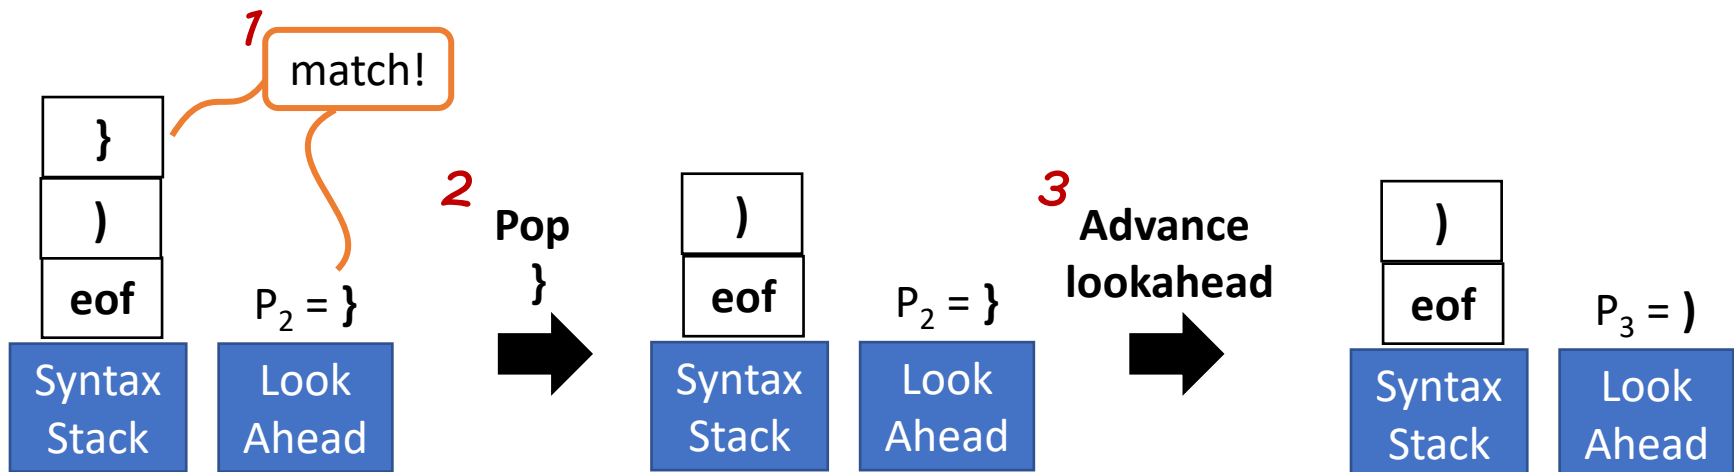 1
match!
}
)
eof
P₂ = }
Syntax
Stack
Look
Ahead
2
Pop
}
)
eof
P₂ = }
Syntax
Stack
Look
Ahead
3
Advance
lookahead
)
eof
P₃ = )
Syntax
Stack
Look
Ahead